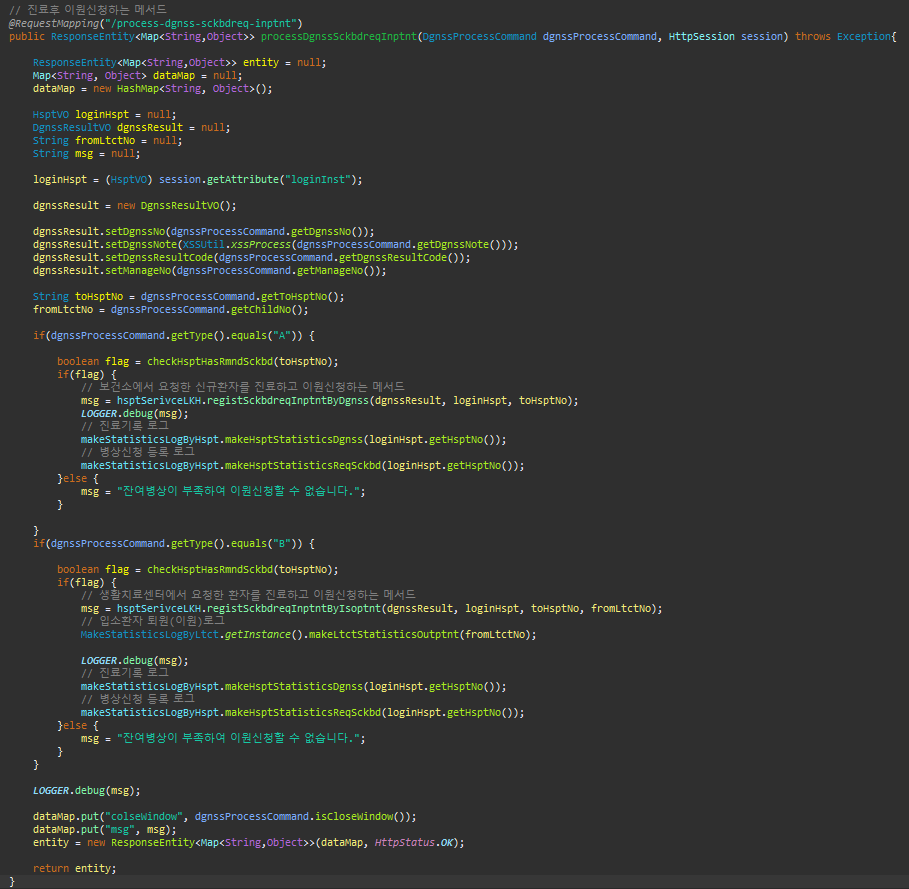 // 진료후 이원신청하는 메서드
@RequestMapping("/process-dgnss-sckbdreq-inptnt")
public ResponseEntity<Map<String,Object>> processDgnssSckbdreqInptnt(DgnssProcessCommand dgnssProcessCommand, HttpSession session) throws Exception{
ResponseEntity<Map<String,Object>> entity = null;
Map<String, Object> dataMap = null;
dataMap = new HashMap<String, Object>();
HsptVO loginHspt = null;
DgnssResultVO dgnssResult = null;
String fromLtctNo = null;
String msg = null;
loginHspt = (HsptVO) session.getAttribute("loginInst");
dgnssResult = new DgnssResultVO();
dgnssResult.setDgnssNo(dgnssProcessCommand.getDgnssNo());
dgnssResult.setDgnssNote(XSSUtil.xssProcess(dgnssProcessCommand.getDgnssNote()));
dgnssResult.setDgnssResultCode(dgnssProcessCommand.getDgnssResultCode());
dgnssResult.setManageNo(dgnssProcessCommand.getManageNo());
String toHsptNo = dgnssProcessCommand.getToHsptNo();
fromLtctNo = dgnssProcessCommand.getChildNo();
if(dgnssProcessCommand.getType().equals("A")) {
boolean flag = checkHsptHasRmndSckbd(toHsptNo);
if(flag) {
// 보건소에서 요청한 신규환자를 진료하고 이원신청하는 메서드
msg = hsptSerivceLKH.registSckbdreqInptntByDgnss(dgnssResult, loginHspt, toHsptNo);
LOGGER.debug(msg);
// 진료기록 로그
makeStatisticsLogByHspt.makeHsptStatisticsDgnss(loginHspt.getHsptNo());
// 병상신청 등록 로그
makeStatisticsLogByHspt.makeHsptStatisticsReqSckbd(loginHspt.getHsptNo());
}else {
msg = "잔여병상이 부족하여 이원신청할 수 없습니다.";
}
}
if(dgnssProcessCommand.getType().equals("B")) {
boolean flag = checkHsptHasRmndSckbd(toHsptNo);
if(flag) {
// 생활치료센터에서 요청한 환자를 진료하고 이원신청하는 메서드
msg = hsptSerivceLKH.registSckbdreqInptntByIsoptnt(dgnssResult, loginHspt, toHsptNo, fromLtctNo);
// 입소환자 퇴원(이원)로그
MakeStatisticsLogByLtct.getInstance().makeLtctStatisticsOutptnt(fromLtctNo);
LOGGER.debug(msg);
// 진료기록 로그
makeStatisticsLogByHspt.makeHsptStatisticsDgnss(loginHspt.getHsptNo());
// 병상신청 등록 로그
makeStatisticsLogByHspt.makeHsptStatisticsReqSckbd(loginHspt.getHsptNo());
}else {
msg = "잔여병상이 부족하여 이원신청할 수 없습니다.";
}
}
LOGGER.debug(msg);
dataMap.put("colseWindow", dgnssProcessCommand.isCloseWindow());
dataMap.put("msg", msg);
entity = new ResponseEntity<Map<String,Object>>(dataMap, HttpStatus.OK);
return entity;
}